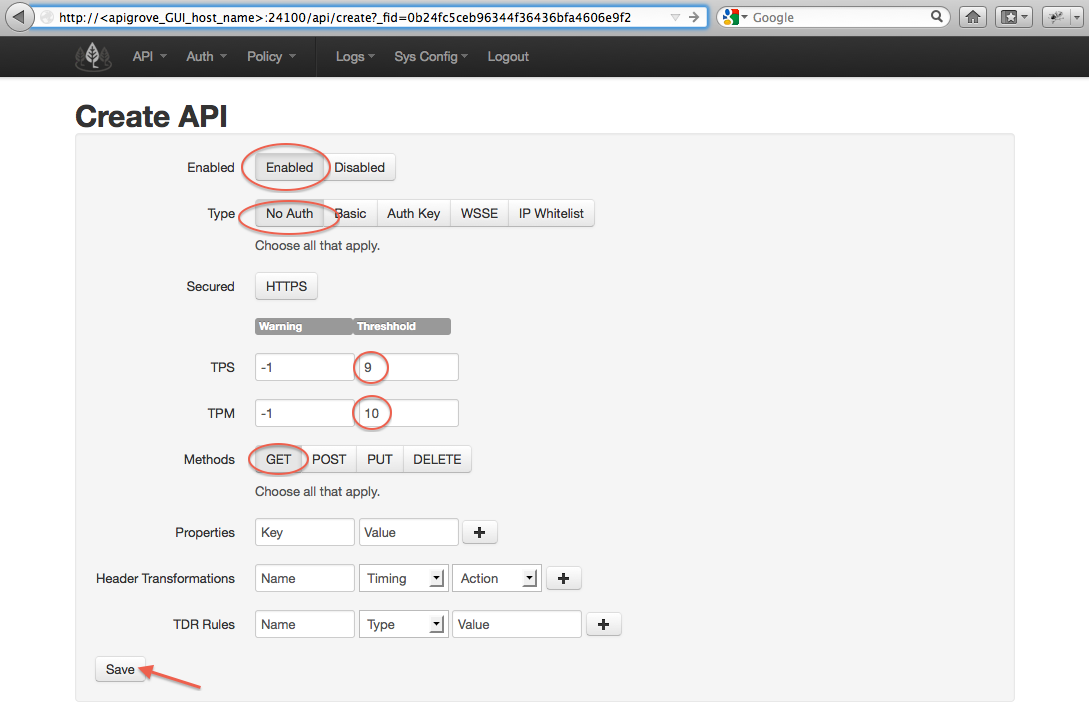 http://<apigrove_GUI_host_name>:24100/api/create?_fid=0b24fc5ceb96344f36436bfa4606e9f2 Google
API Auth Policy Logs Sys Config Logout
Create API
Enabled Enabled Disabled
Type No Auth Basic Auth Key WSSE IP Whitelist
Choose all that apply.
Secured HTTPS
Warning Threshhold
TPS -1 9
TPM -1 10
Methods GET POST PUT DELETE
Choose all that apply.
Properties Key Value +
Header Transformations Name Timing Action +
TDR Rules Name Type Value +
Save